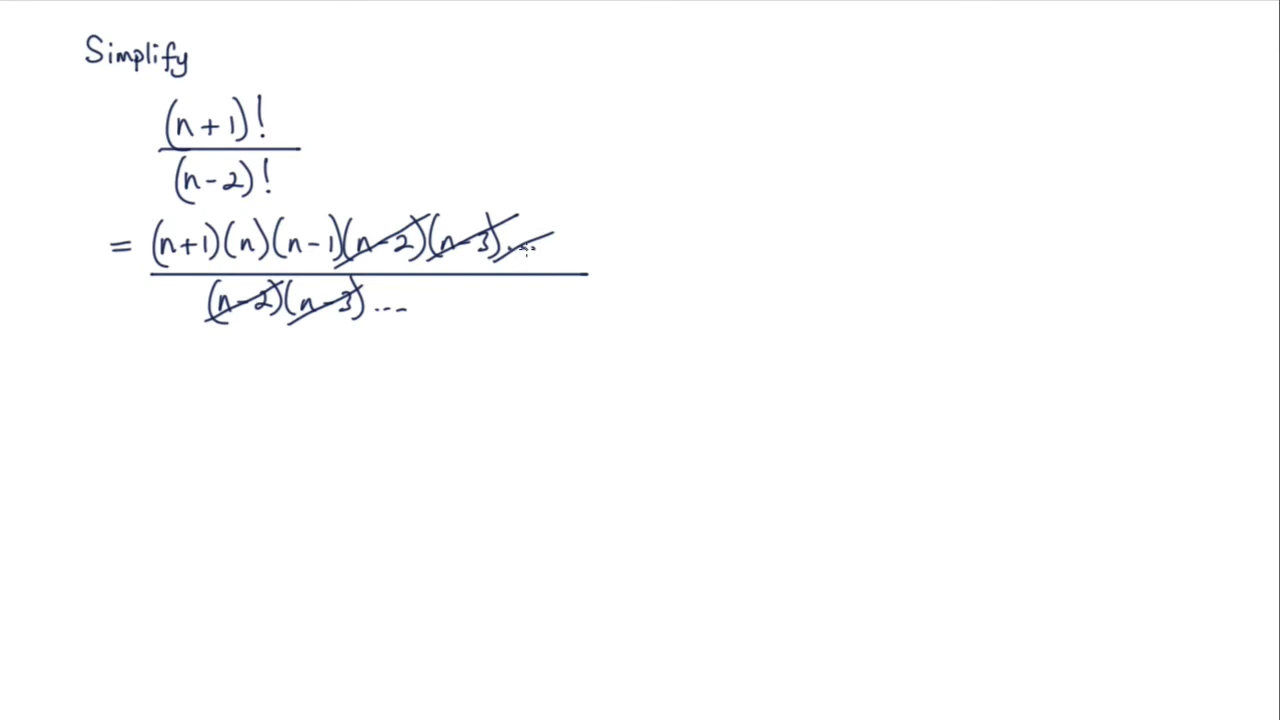 Simplify
(n+1)!
(n-2)!
= (n+1)(n)(n-1)(n-2)(n-3)...
(n-2)(n-3)...